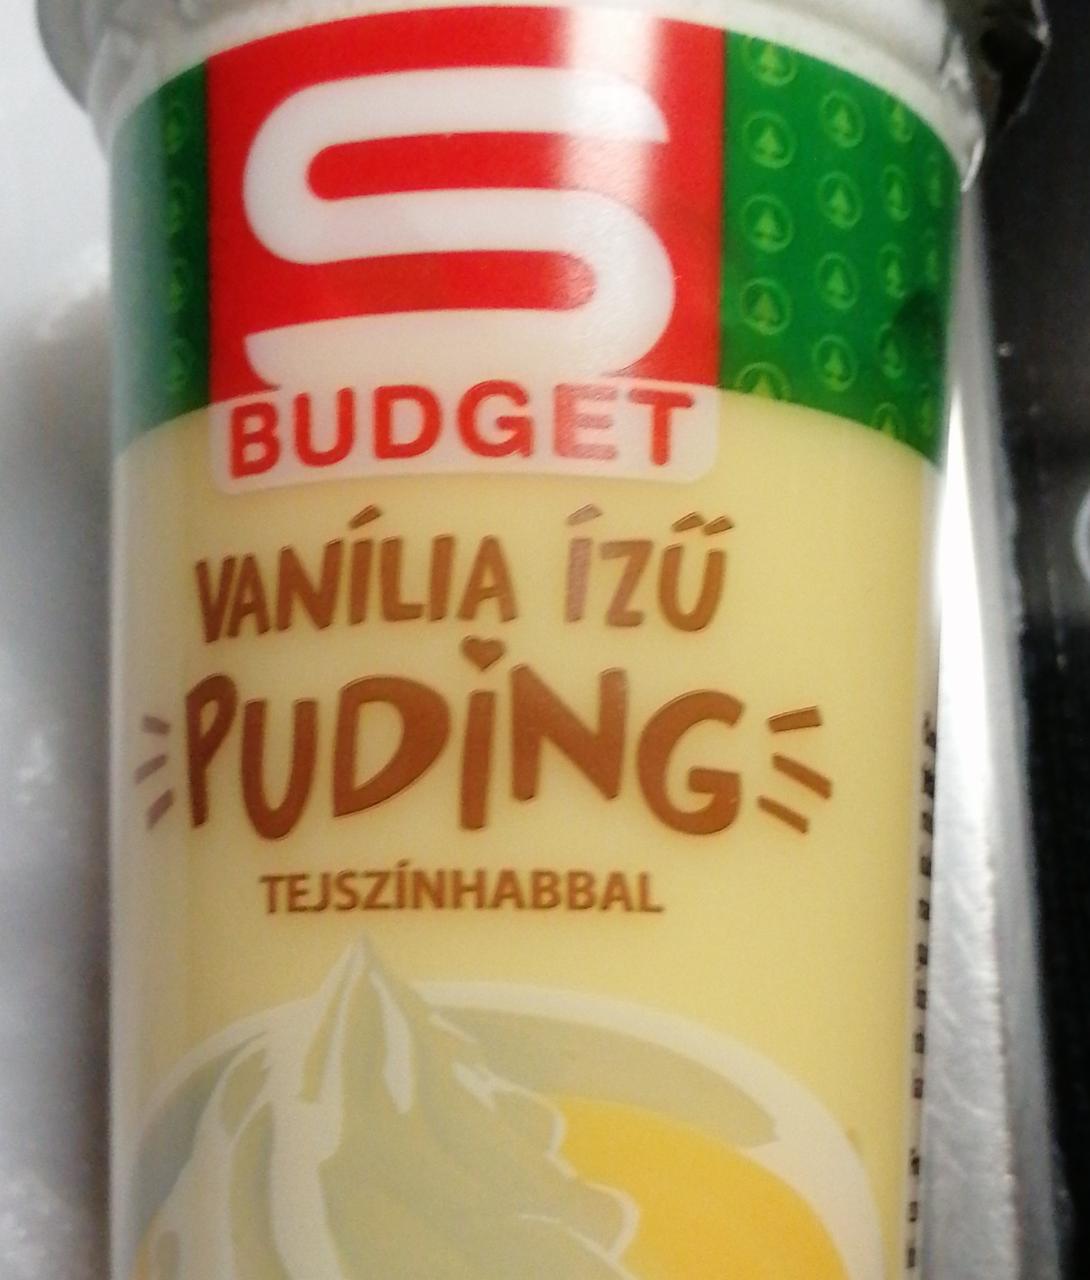 S
BUDGET
VANÍLIA ÍZŰ
PUDING
TEJSZÍNHABBAL